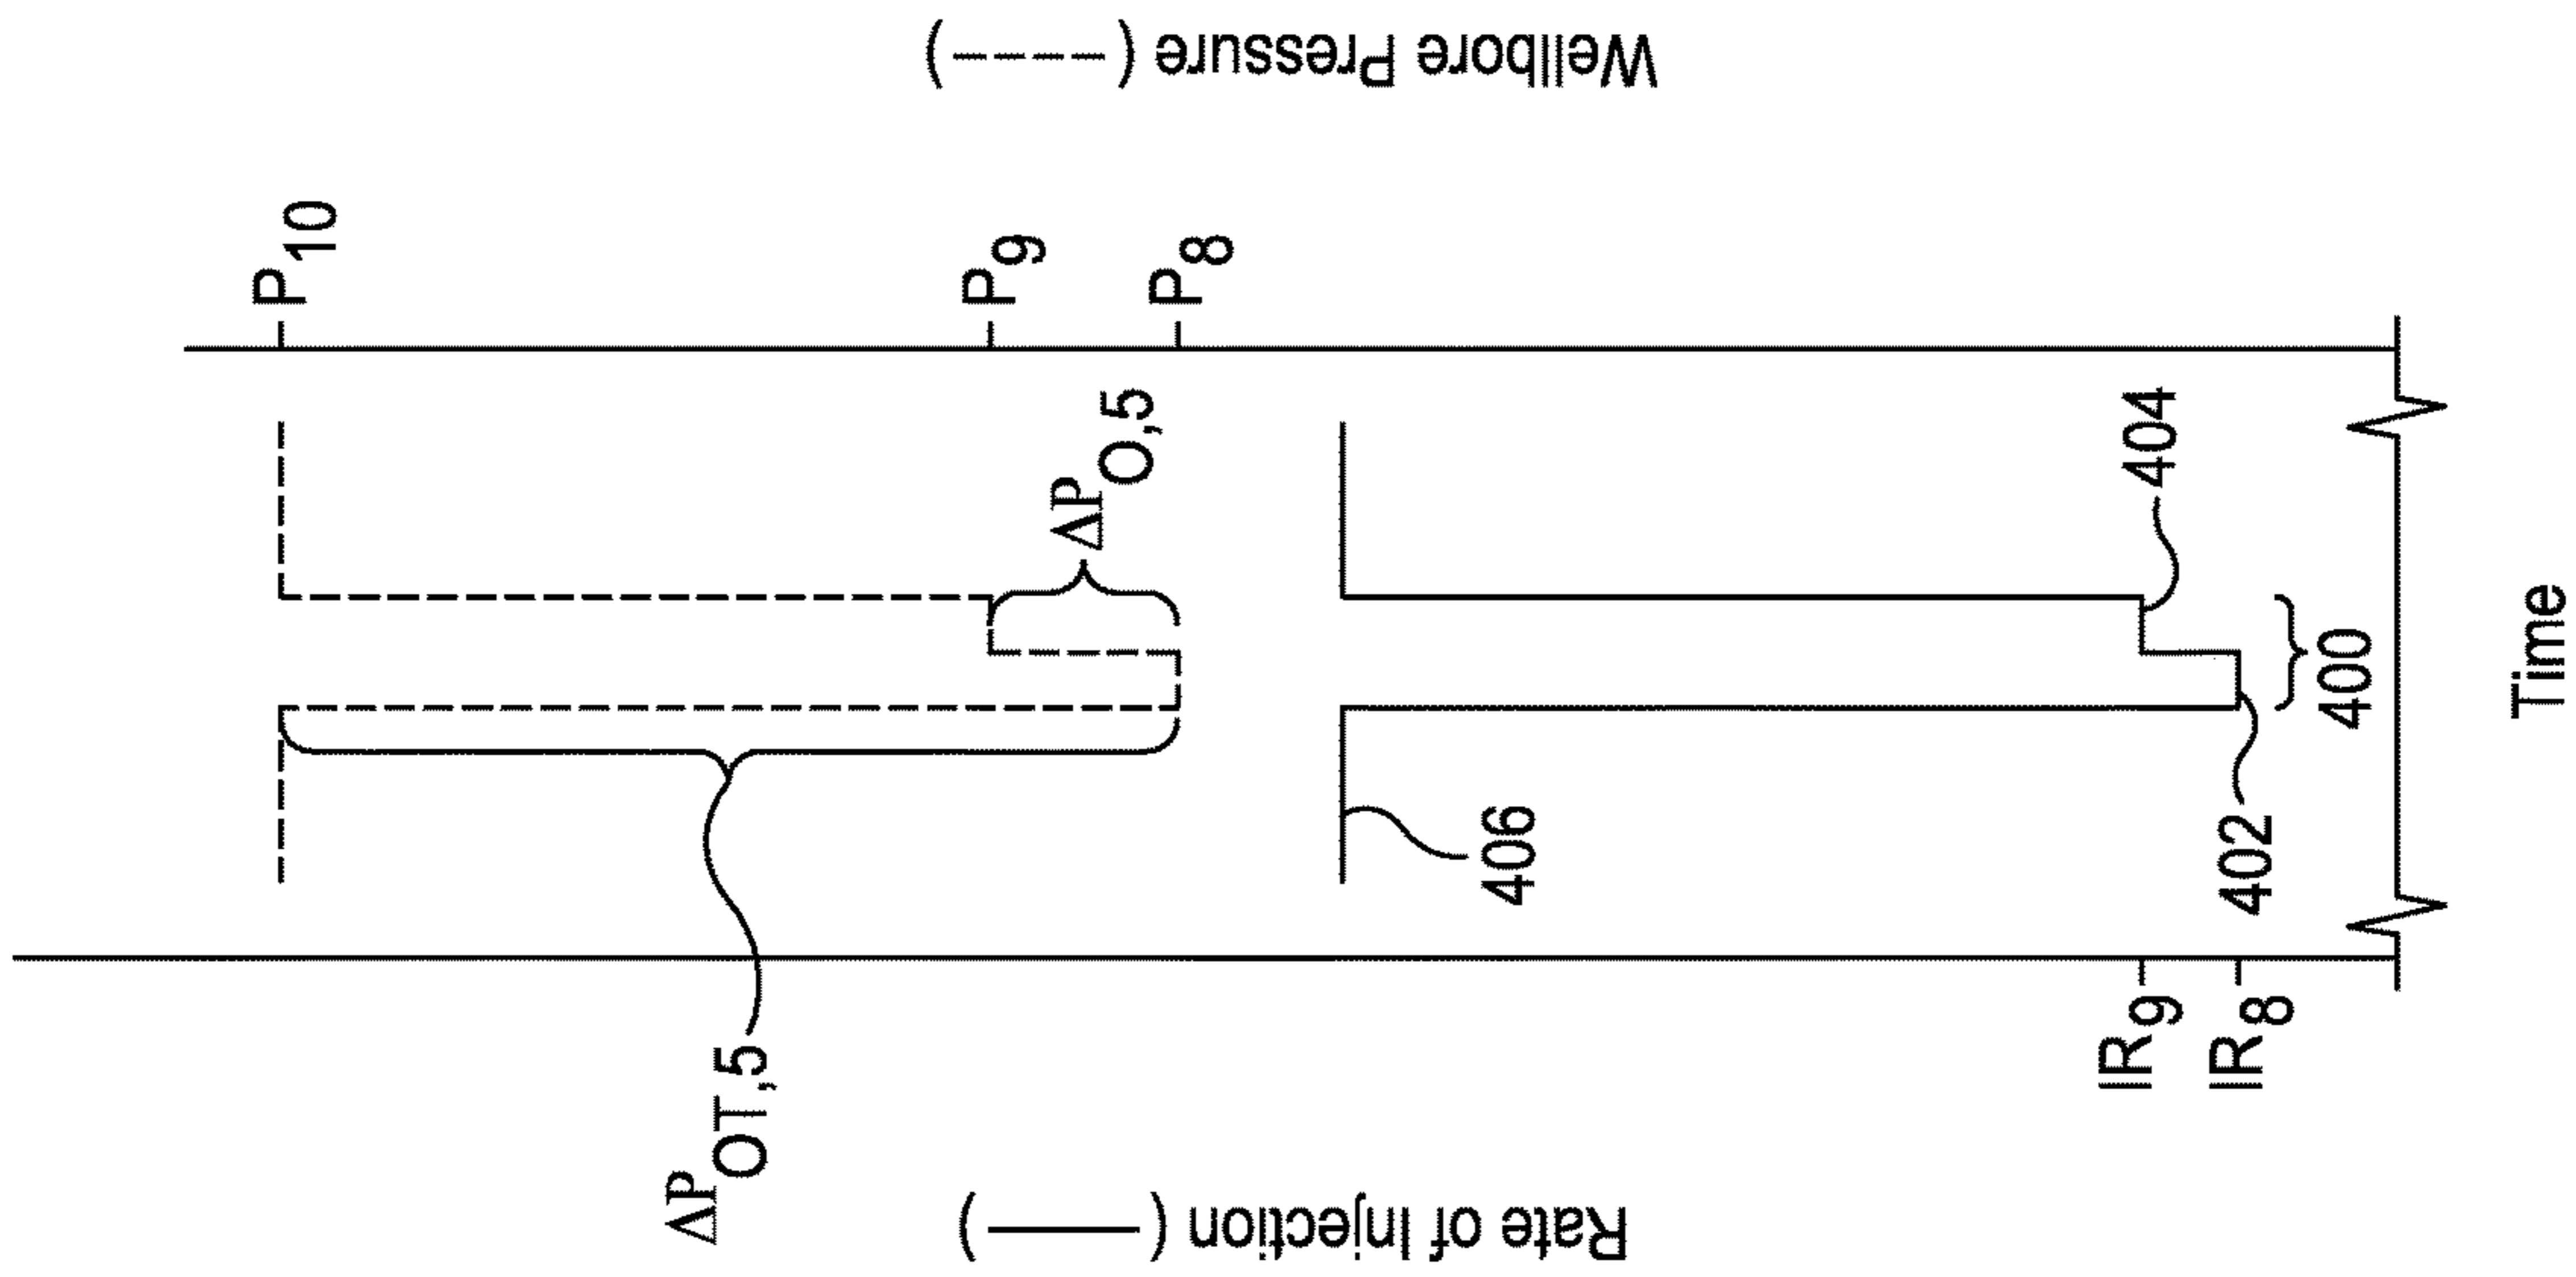 Wellbore Pressure (----)
P10
P9
P8
ΔPO,5
404
400
Time
406
402
ΔPOT,5
IR9
IR8
Rate of Injection (——)